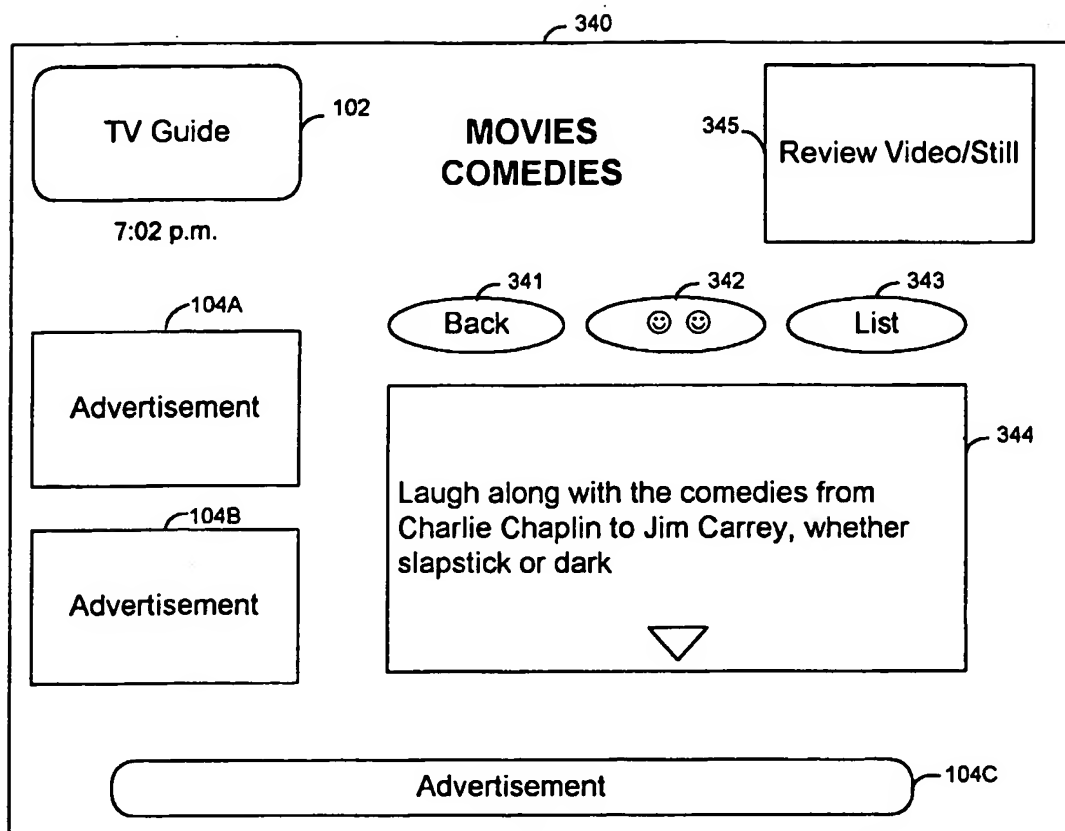 340
TV Guide
102
MOVIES
COMEDIES
345
Review Video/Still
7:02 p.m.
341
342
343
Back
☺ ☺
List
104A
Advertisement
344
Laugh along with the comedies from
Charlie Chaplin to Jim Carrey, whether
slapstick or dark
104B
Advertisement
Advertisement
104C